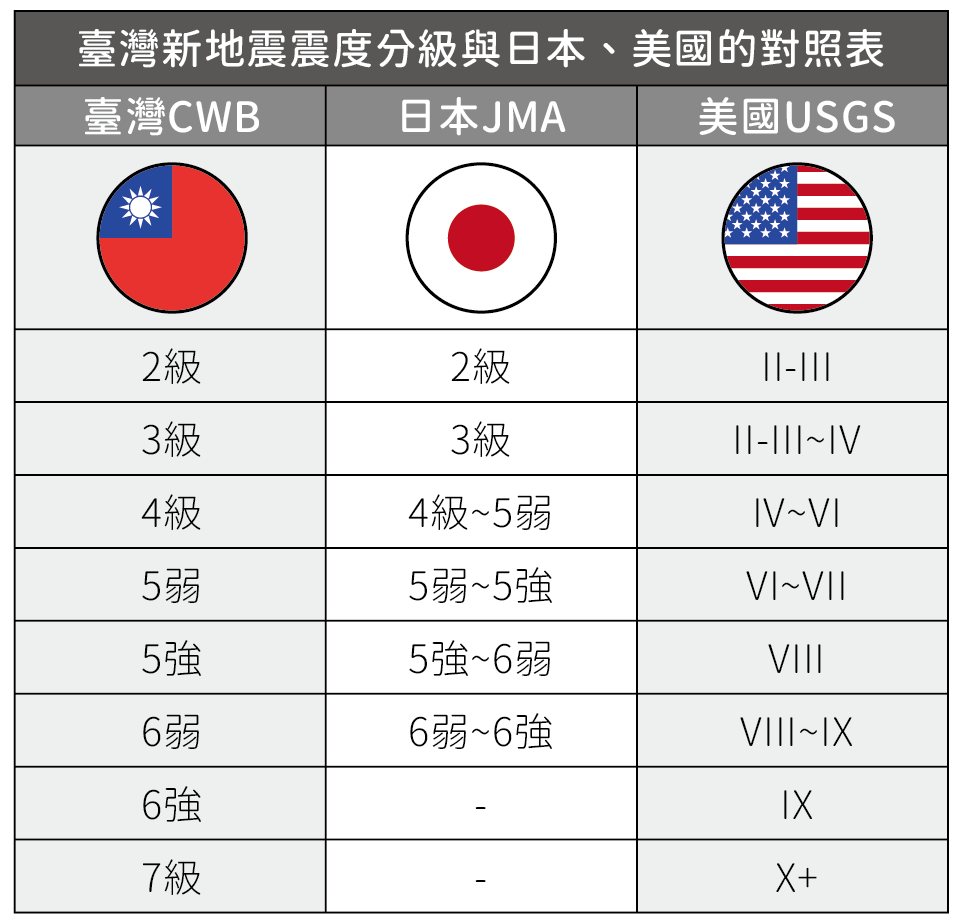 臺灣新地震震度分級與日本、美國的對照表
臺灣CWB 日本JMA 美國USGS
2級 2級 II-III
3級 3級 II-III~IV
4級 4級~5弱 IV~VI
5弱 5弱~5強 VI~VII
5強 5強~6弱 VIII
6弱 6弱~6強 VIII~IX
6強 - IX
7級 - X+